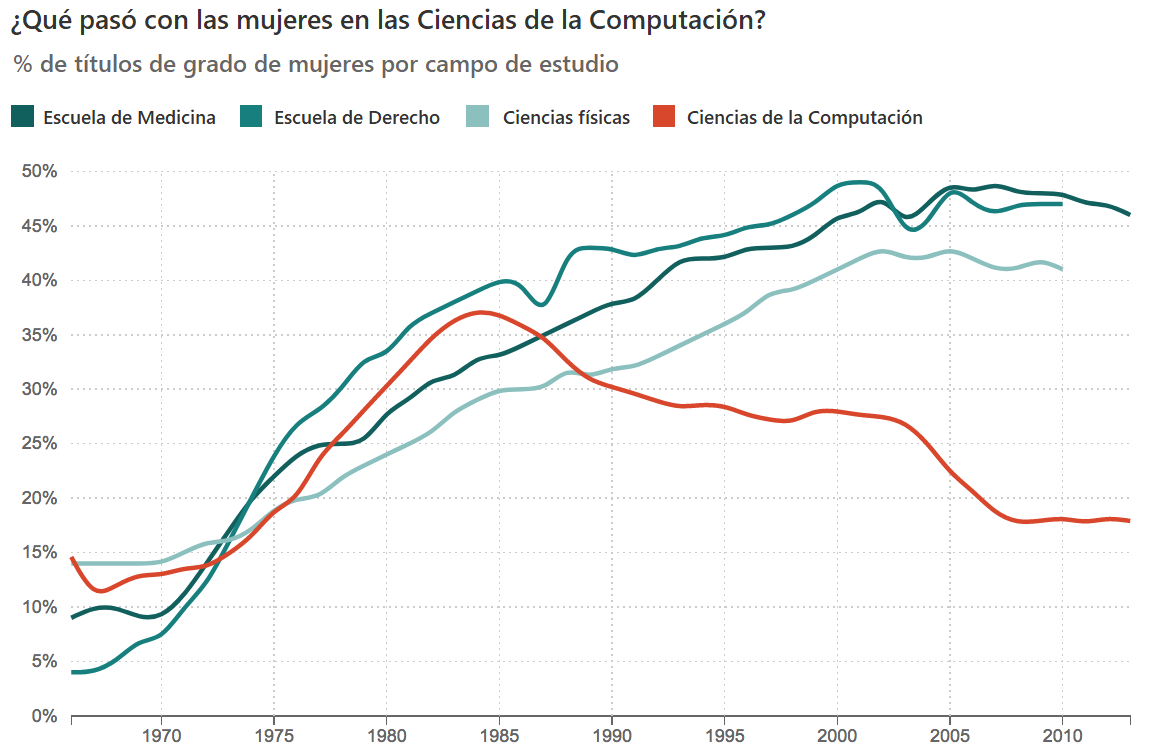 ¿Qué pasó con las mujeres en las Ciencias de la Computación?
% de títulos de grado de mujeres por campo de estudio
Escuela de Medicina Escuela de Derecho Ciencias físicas Ciencias de la Computación
50%
45%
40%
35%
30%
25%
20%
15%
10%
5%
0%
1970 1975 1980 1985 1990 1995 2000 2005 2010